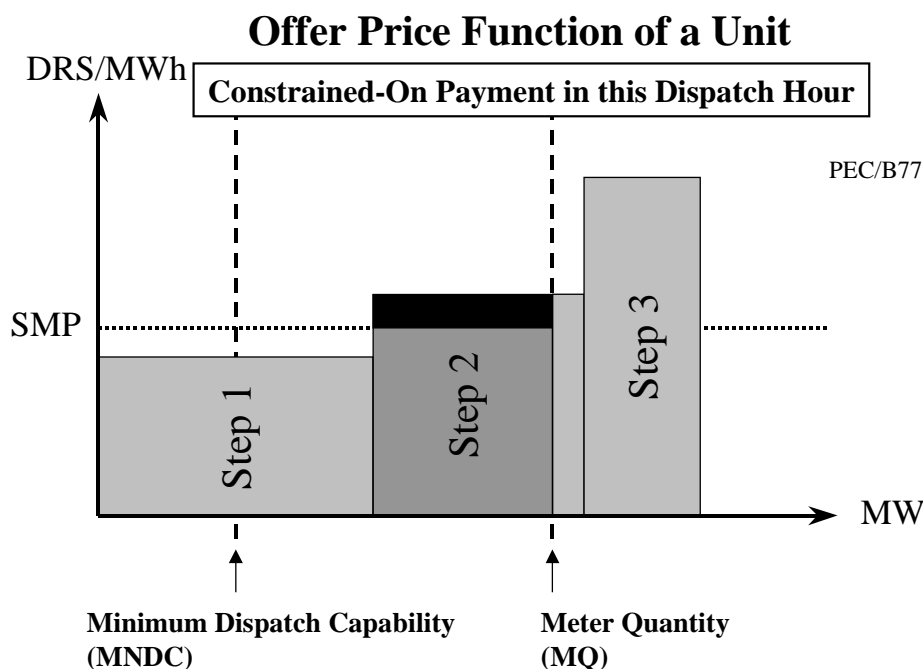 Offer Price Function of a Unit
DRS/MWh
Constrained-On Payment in this Dispatch Hour
PEC/B77
SMP
Step 1
Step 2
Step 3
MW
Minimum Dispatch Capability
(MNDC)
Meter Quantity
(MQ)